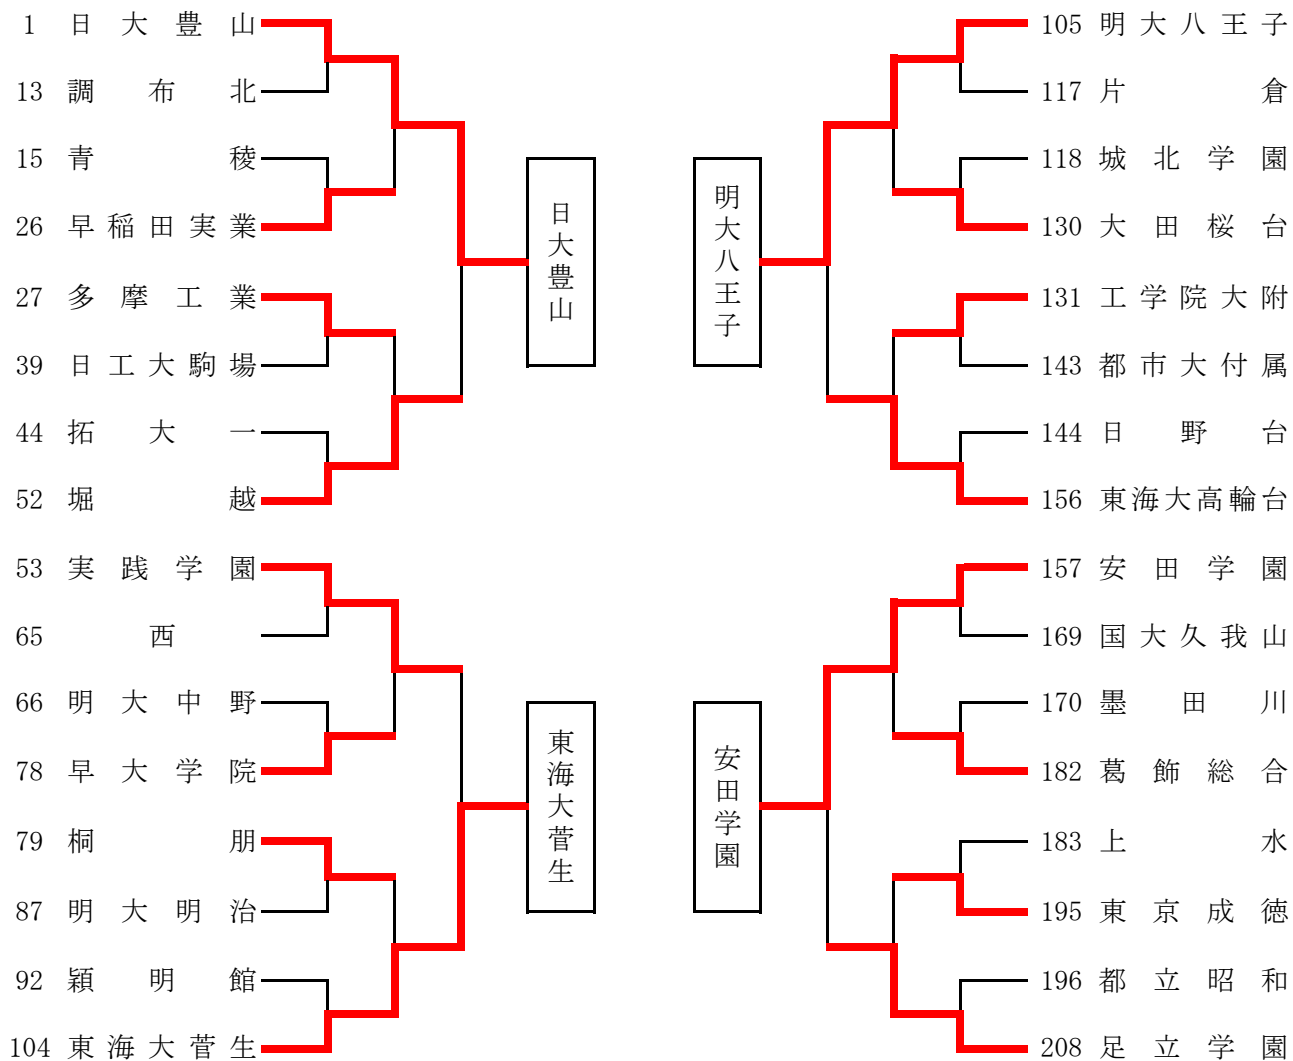 1 日大豊山
13 調布北
15 青稜
26 早稲田実業
27 多摩工業
39 日工大駒場
44 拓大一
52 堀越
日大豊山
53 実践学園
65 西
66 明大中野
78 早大学院
79 桐朋
87 明大明治
92 穎明館
104 東海大菅生
東海大菅生
105 明大八王子
117 片倉
118 城北学園
130 大田桜台
131 工学院大附
143 都市大付属
144 日野台
156 東海大高輪台
明大八王子
157 安田学園
169 国大久我山
170 墨田川
182 葛飾総合
183 上水
195 東京成徳
196 都立昭和
208 足立学園
安田学園